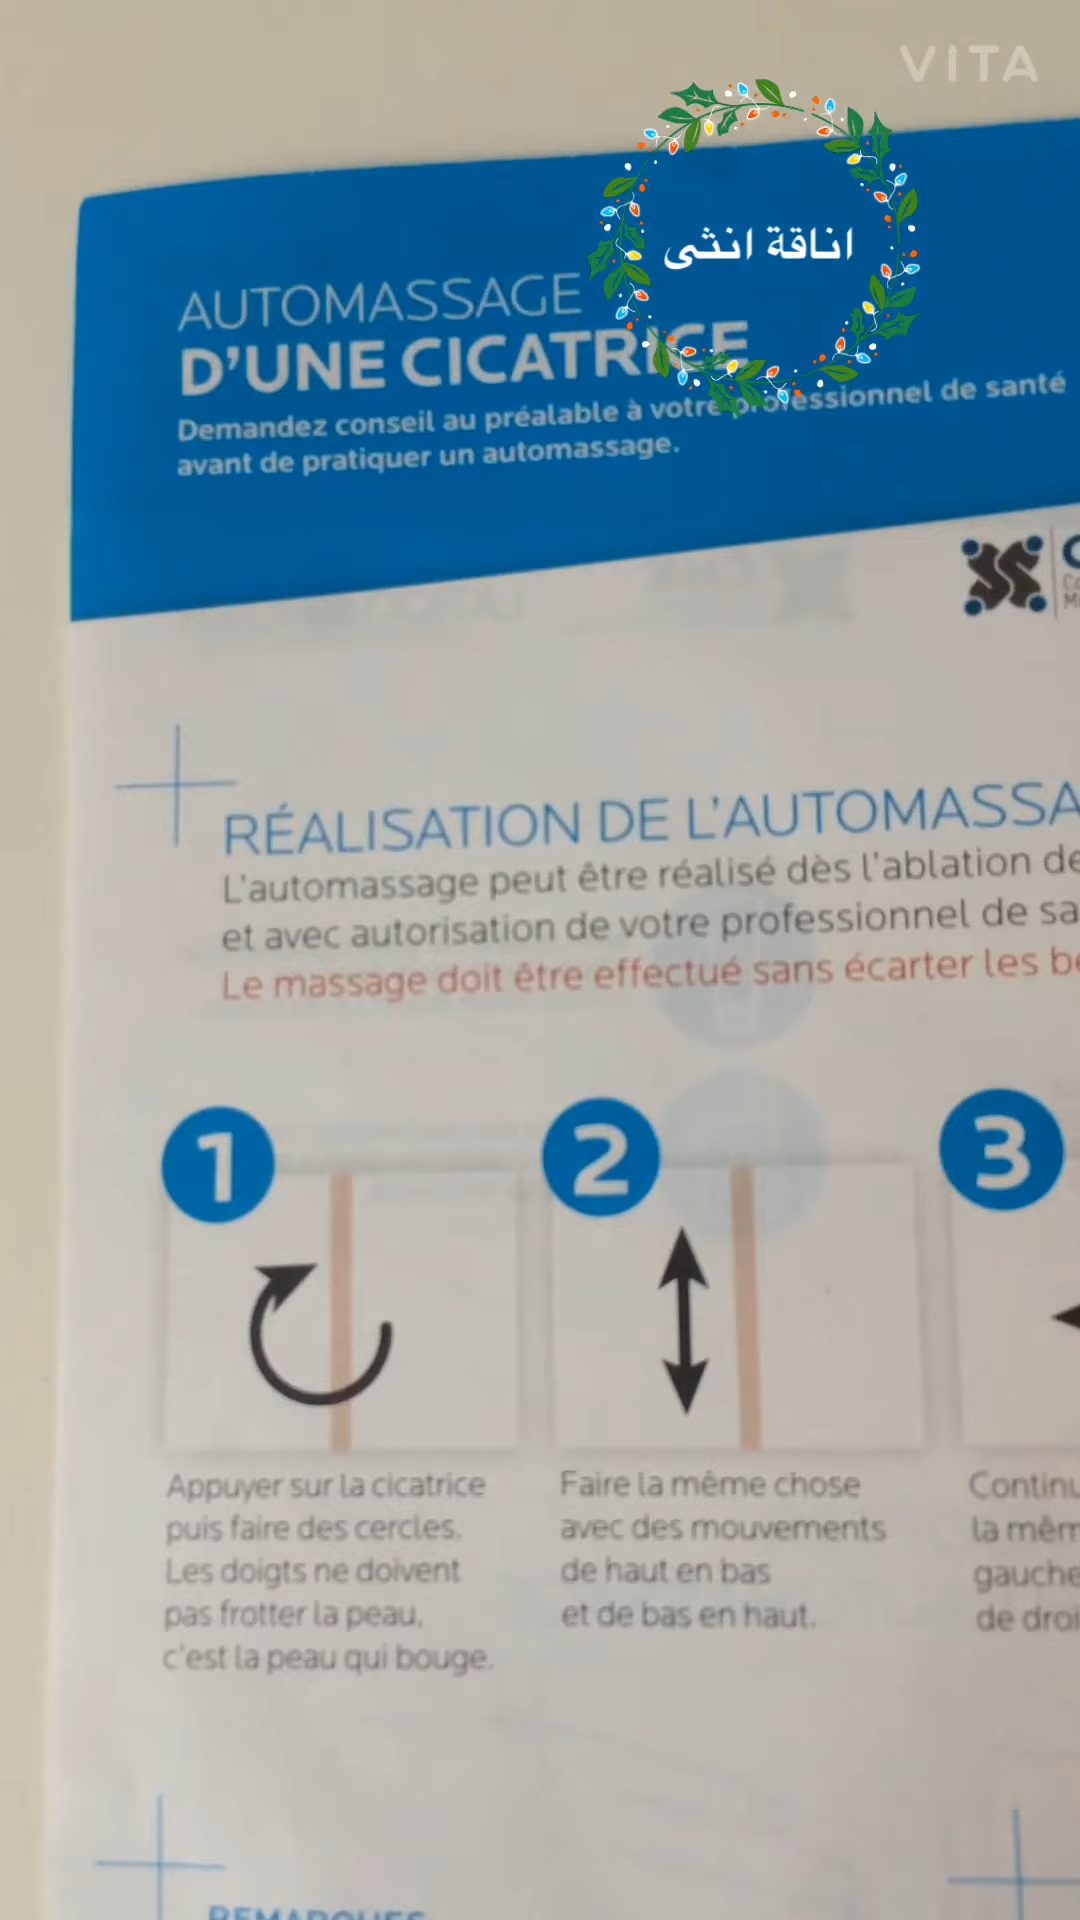 VITA
اناقة انثى
AUTOMASSAGE
D'UNE CICATRICE
Demandez conseil au préalable à votre professionnel de santé
avant de pratiquer un automassage.
RÉALISATION DE L'AUTOMASSA
L'automassage peut être réalisé dès l'ablation de
et avec autorisation de votre professionnel de sa
Le massage doit être effectué sans écarter les be
1
2
3
Appuyer sur la cicatrice
puis faire des cercles.
Les doigts ne doivent
pas frotter la peau,
c'est la peau qui bouge.
Faire la même chose
avec des mouvements
de haut en bas
et de bas en haut.
Continu
la mêm
gauche
de droi
REMARQUES